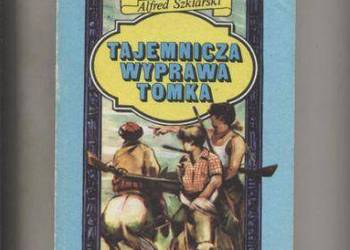 Alfred Szklarski
TAJEMNICZA
WYPRAWA
TOMKA